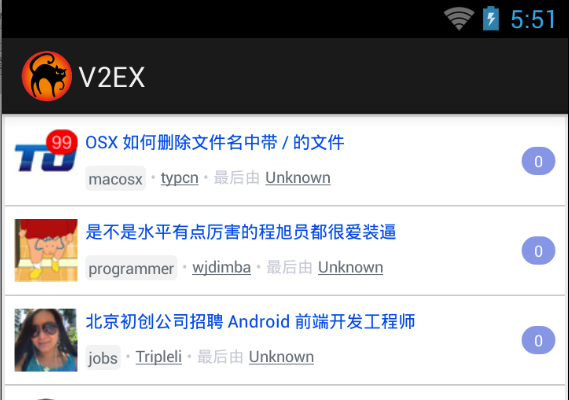 5:51
V2EX
TO
99
OSX 如何删除文件名中带 / 的文件
0
macosx • typcn • 最后由 Unknown
是不是水平有点厉害的程旭员都很爱装逼
0
programmer • wjdimba • 最后由 Unknown
北京初创公司招聘 Android 前端开发工程师
0
jobs • Tripleli • 最后由 Unknown